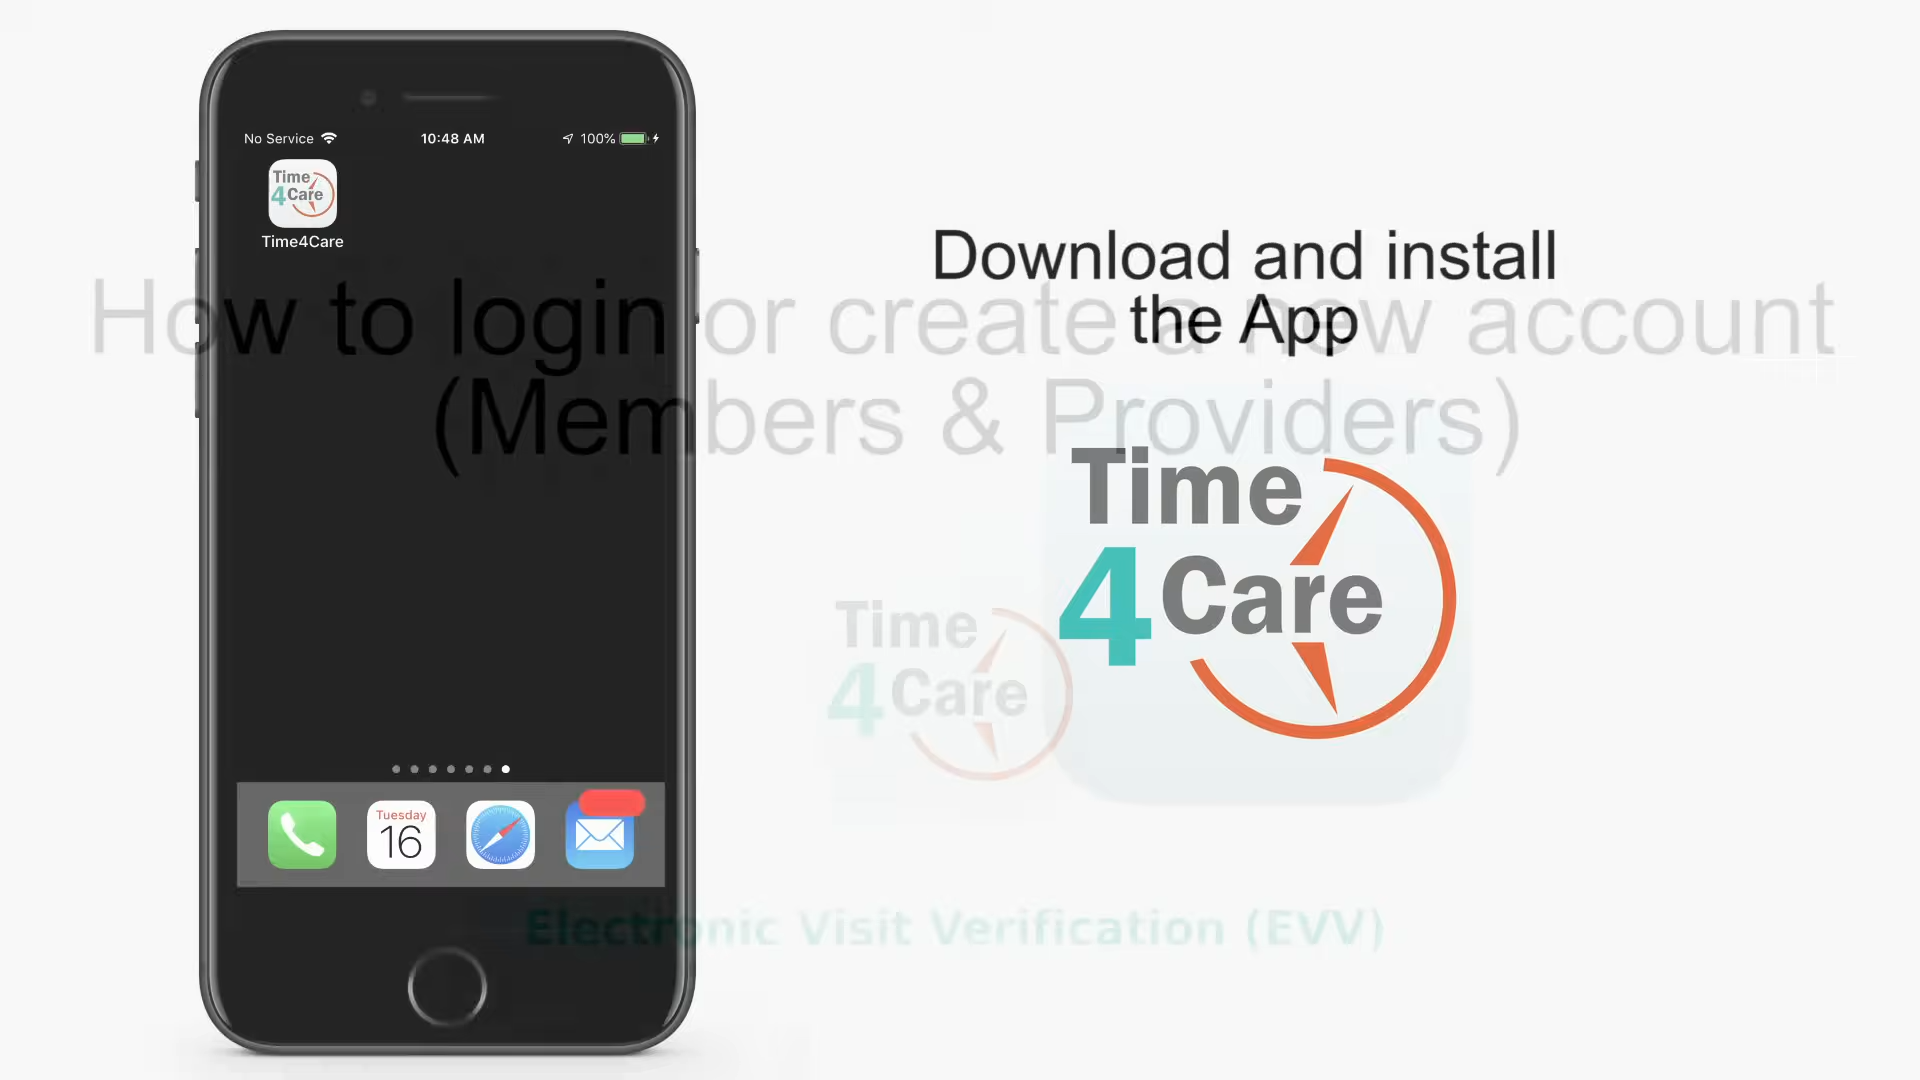 No Service 10:48 AM 100%
Time
4Care
Time4Care
Download and install
the App
How to login or create a new account
(Members & Providers)
Time
4Care
Time
4Care
Tuesday
16
Electronic Visit Verification (EVV)